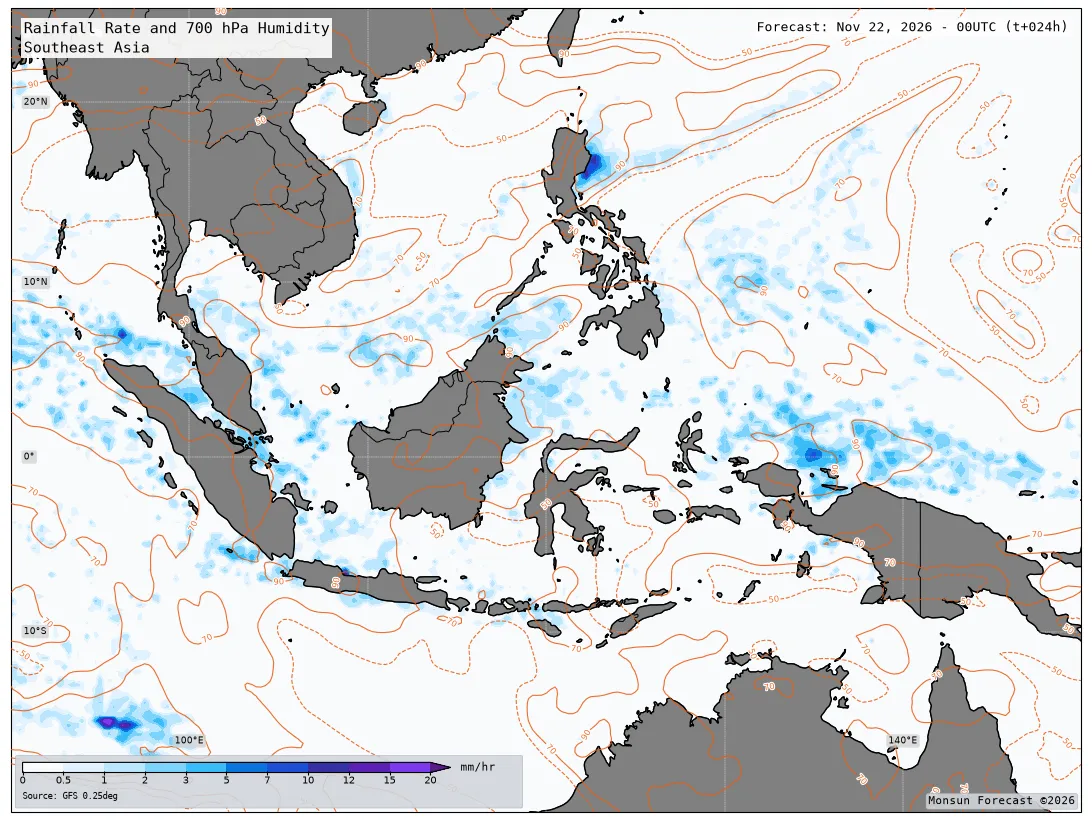 Rainfall Rate and 700 hPa Humidity
Southeast Asia
Forecast: Nov 22, 2026 - 00UTC (t+024h)
20°N
10°N
0°
10°S
100°E
140°E
0 0.5 1 2 3 5 7 10 12 15 20 mm/hr
Source: GFS 0.25deg
Monsun Forecast ©2026